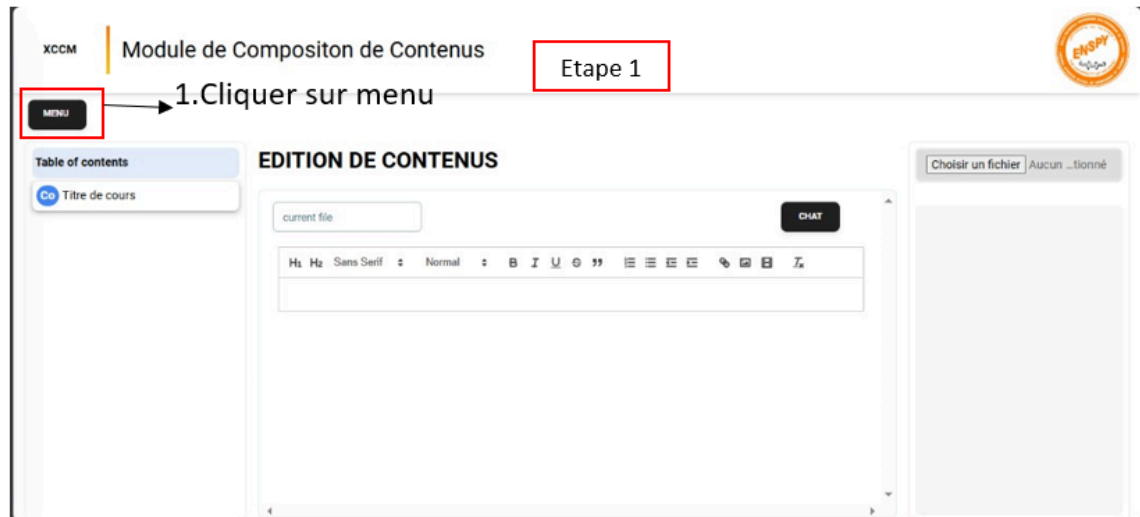 XCCM
Module de Compositon de Contenus
Etape 1
ENSPY
1.Cliquer sur menu
MENU
Table of contents
Co Titre de cours
EDITION DE CONTENUS
current file
CHAT
H1 H2 Sans Serif Normal B I U S ” Tx
Choisir un fichier Aucun ...tionné